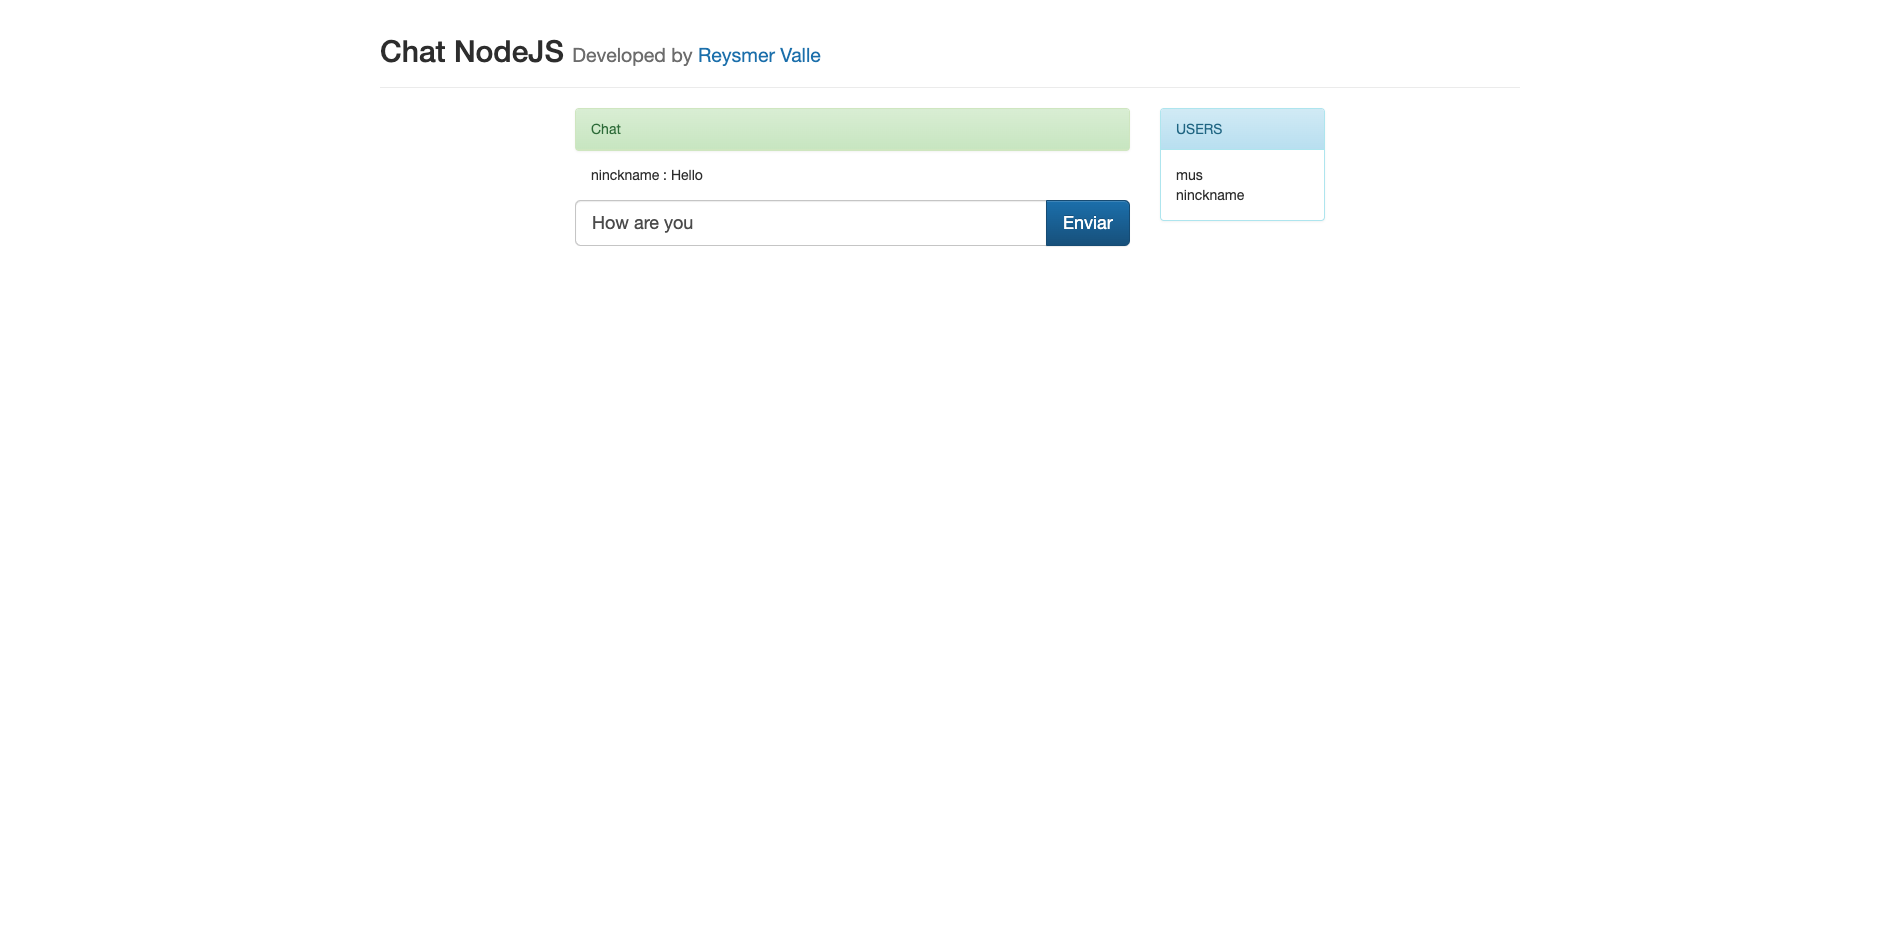 Chat NodeJS Developed by Reysmer Valle
Chat
ninckname : Hello
How are you
Enviar
USERS
mus
ninckname